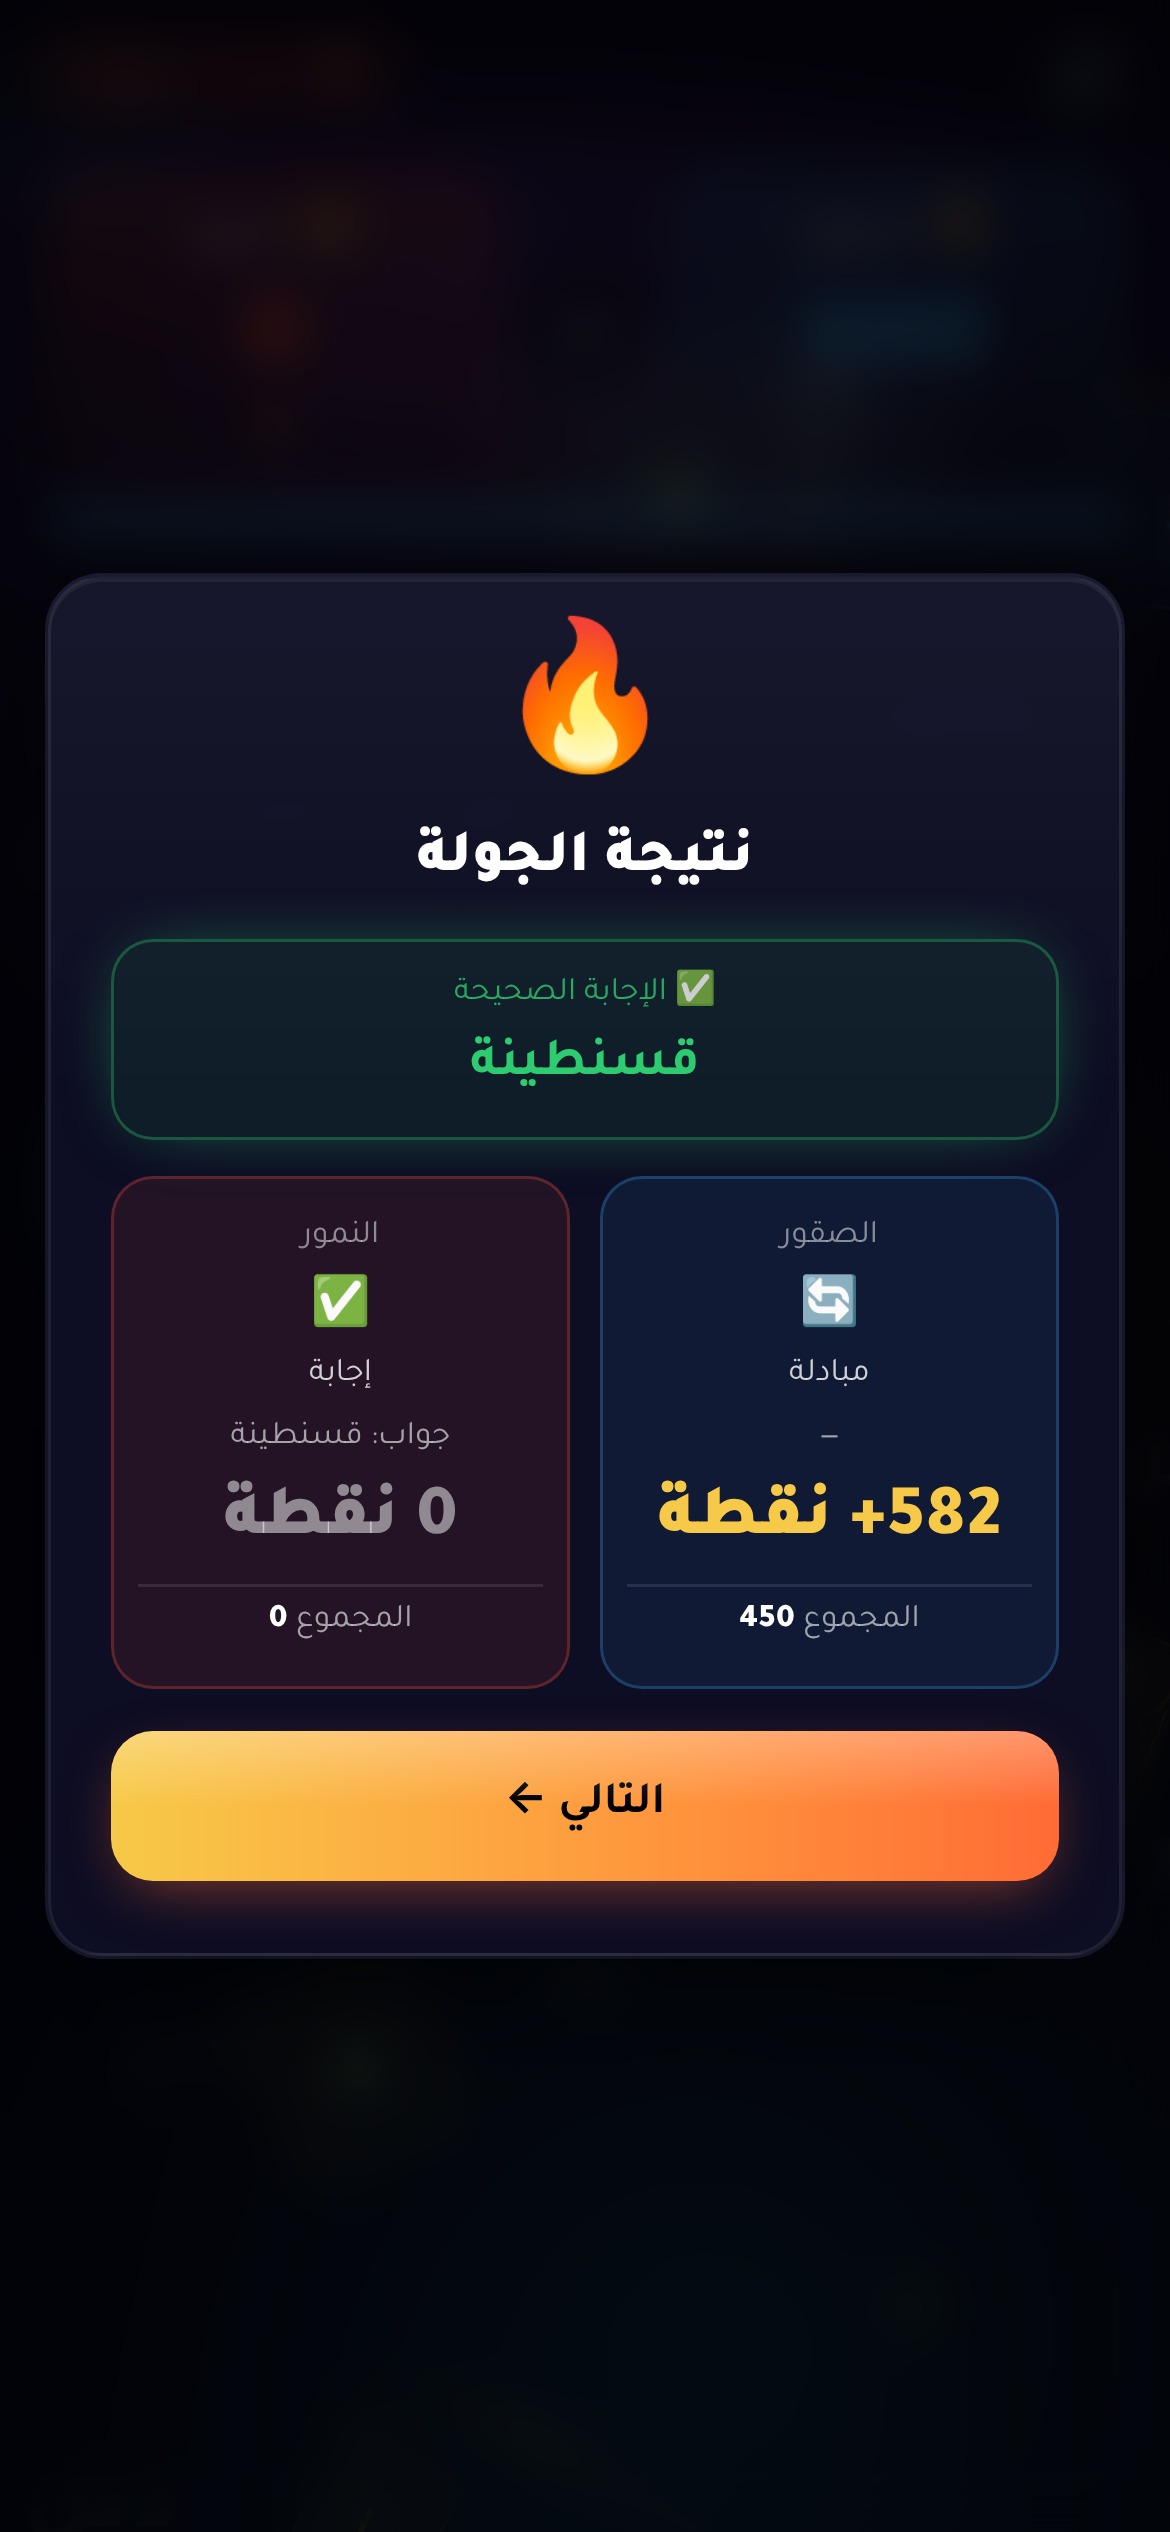 نتيجة الجولة
✅ الإجابة الصحيحة
قسنطينة
الصقور
🔄
مبادلة
—
+582 نقطة
المجموع 450
النمور
✅
إجابة
جواب: قسنطينة
0 نقطة
المجموع 0
التالي ←